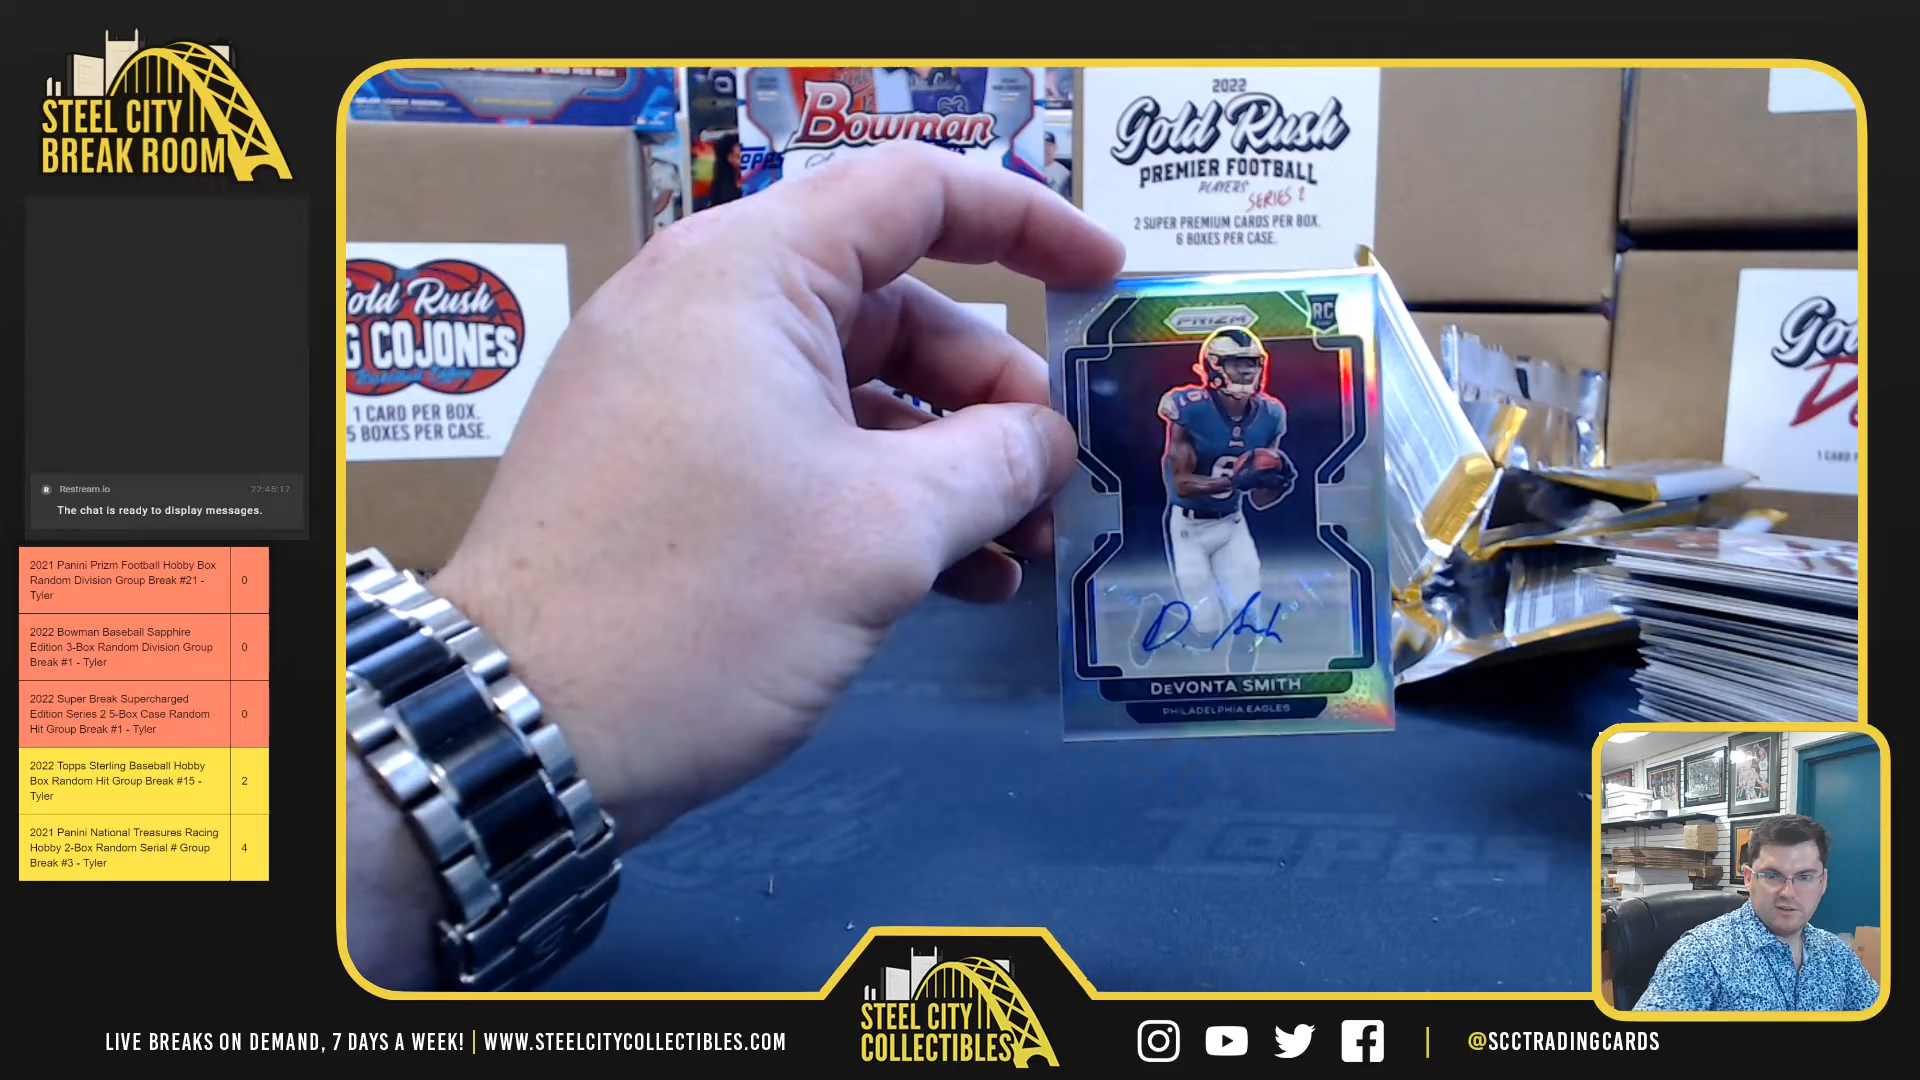 STEEL CITY
BREAK ROOM
Restream.io 22:45:17
The chat is ready to display messages.
2021 Panini Prizm Football Hobby Box
Random Division Group Break #21 -
Tyler
0
2022 Bowman Baseball Sapphire
Edition 3-Box Random Division Group
Break #1 - Tyler
0
2022 Super Break Supercharged
Edition Series 2 5-Box Case Random
Hit Group Break #1 - Tyler
0
2022 Topps Sterling Baseball Hobby
Box Random Hit Group Break #15 -
Tyler
2
2021 Panini National Treasures Racing
Hobby 2-Box Random Serial # Group
Break #3 - Tyler
4
Bowman
2022
Gold Rush
PREMIER FOOTBALL
PLAYERS
SERIES 2
2 SUPER PREMIUM CARDS PER BOX.
6 BOXES PER CASE.
old Rush
G COJONES
1 CARD PER BOX.
5 BOXES PER CASE.
PRIZM
RC
DEVONTA SMITH
PHILADELPHIA EAGLES
TOPPS
LIVE BREAKS ON DEMAND, 7 DAYS A WEEK! | WWW.STEELCITYCOLLECTIBLES.COM
STEEL CITY
COLLECTIBLES
@SCCTRADINGCARDS